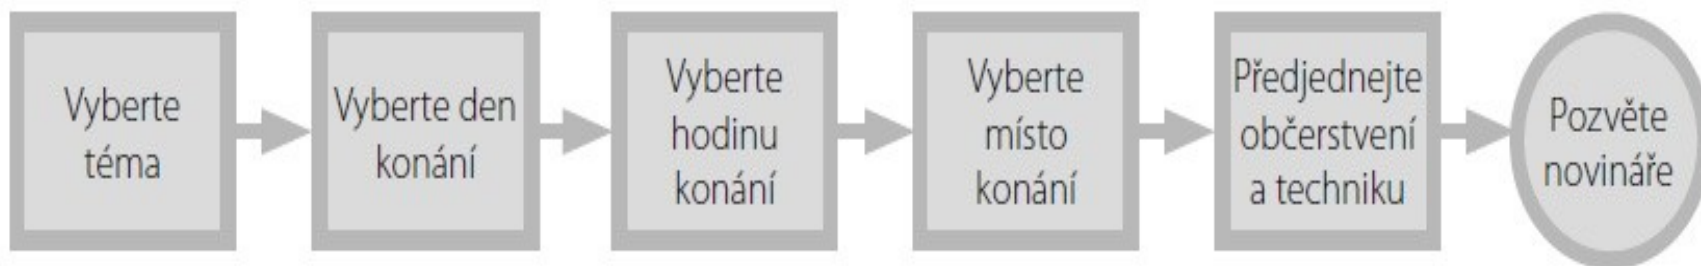 Vyberte
téma
Vyberte den
konání
Vyberte
hodinu
konání
Vyberte
místo
konání
Předjednejte
občerstvení
a techniku
Pozvěte
novináře